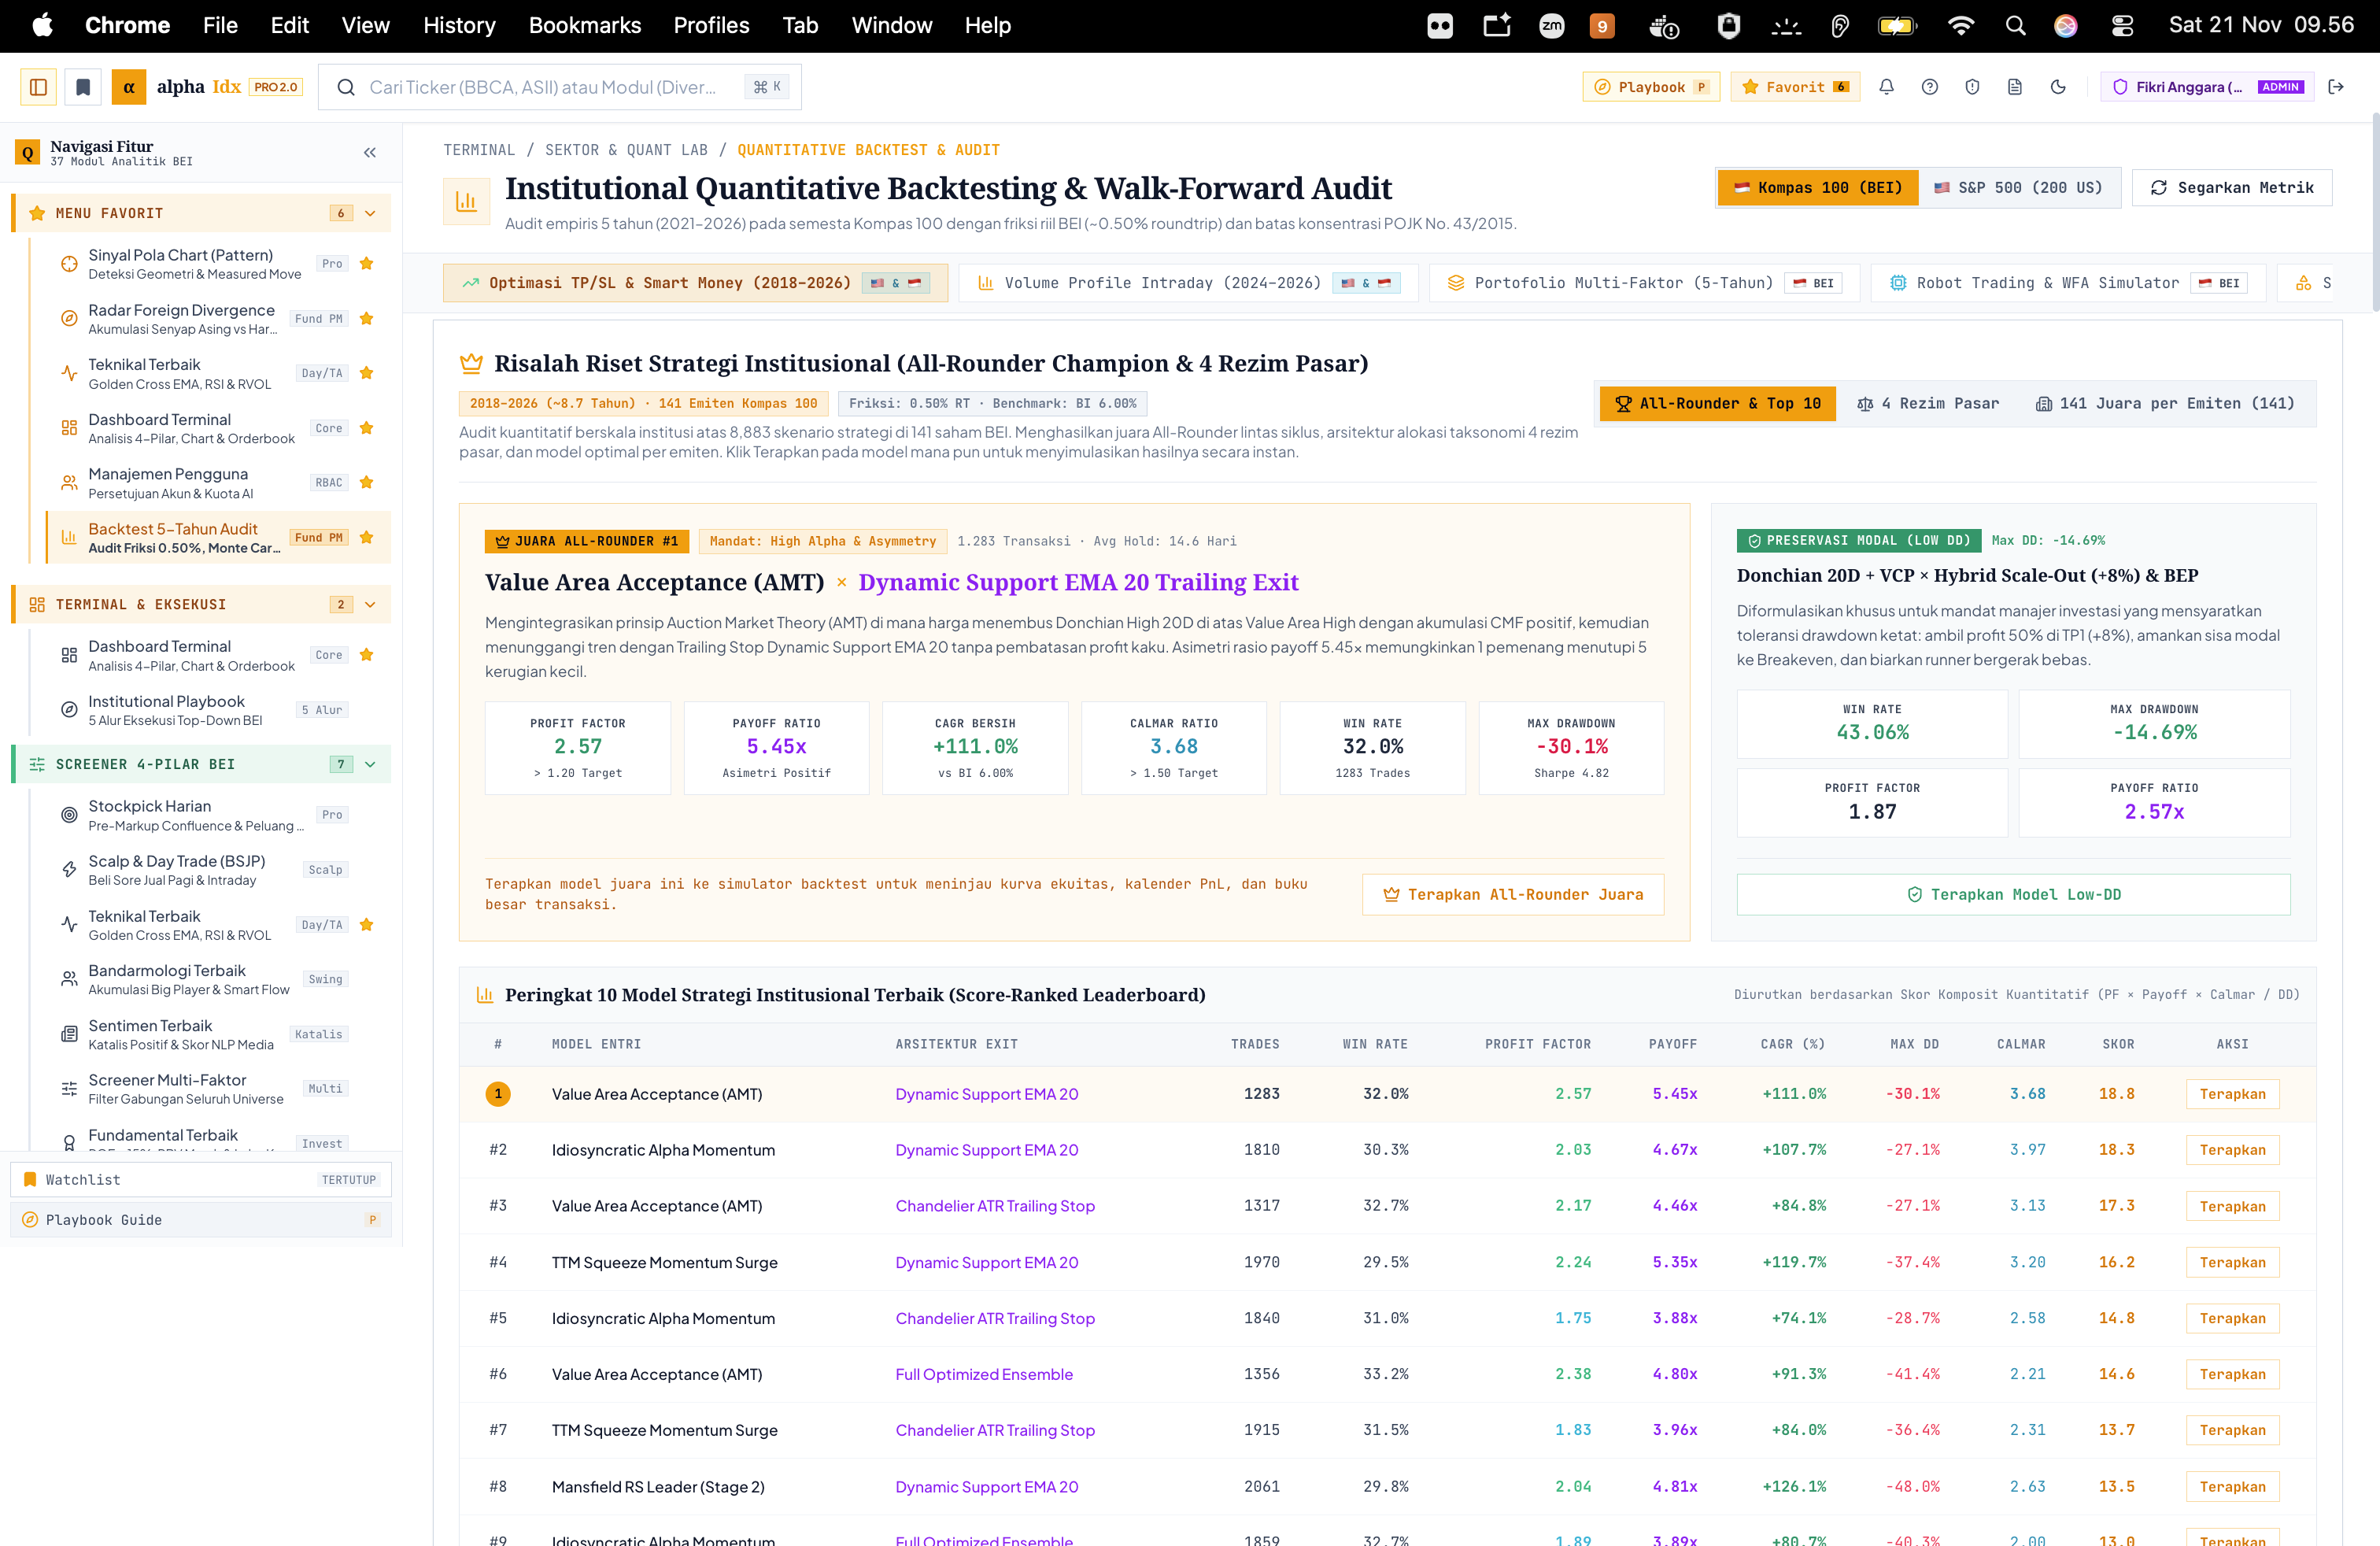 Chrome File Edit View History Bookmarks Profiles Tab Window Help
zm 9 Sat 21 Nov 09.56
α alpha Idx PRO 2.0
Cari Ticker (BBCA, ASII) atau Modul (Diver... ⌘ K
Playbook P
Favorit 6
Fikri Anggara (... ADMIN
Q Navigasi Fitur
37 Modul Analitik BEI
MENU FAVORIT 6
Sinyal Pola Chart (Pattern) Pro
Deteksi Geometri & Measured Move
Radar Foreign Divergence Fund PM
Akumulasi Senyap Asing vs Har...
Teknikal Terbaik Day/TA
Golden Cross EMA, RSI & RVOL
Dashboard Terminal Core
Analisis 4-Pilar, Chart & Orderbook
Manajemen Pengguna RBAC
Persetujuan Akun & Kuota AI
Backtest 5-Tahun Audit Fund PM
Audit Friksi 0.50%, Monte Car...
TERMINAL & EKSEKUSI 2
Dashboard Terminal Core
Analisis 4-Pilar, Chart & Orderbook
Institutional Playbook 5 Alur
5 Alur Eksekusi Top-Down BEI
SCREENER 4-PILAR BEI 7
Stockpick Harian Pro
Pre-Markup Confluence & Peluang ...
Scalp & Day Trade (BSJP) Scalp
Beli Sore Jual Pagi & Intraday
Teknikal Terbaik Day/TA
Golden Cross EMA, RSI & RVOL
Bandarmologi Terbaik Swing
Akumulasi Big Player & Smart Flow
Sentimen Terbaik Katalis
Katalis Positif & Skor NLP Media
Screener Multi-Faktor Multi
Filter Gabungan Seluruh Universe
Fundamental Terbaik Invest
Watchlist TERTUTUP
Playbook Guide P
TERMINAL / SEKTOR & QUANT LAB / QUANTITATIVE BACKTEST & AUDIT
Institutional Quantitative Backtesting & Walk-Forward Audit
Audit empiris 5 tahun (2021-2026) pada semesta Kompas 100 dengan friksi riil BEI (~0.50% roundtrip) dan batas konsentrasi POJK No. 43/2015.
Kompas 100 (BEI) S&P 500 (200 US) Segarkan Metrik
Optimasi TP/SL & Smart Money (2018-2026) &
Volume Profile Intraday (2024-2026) &
Portofolio Multi-Faktor (5-Tahun) BEI
Robot Trading & WFA Simulator BEI
S
Risalah Riset Strategi Institusional (All-Rounder Champion & 4 Rezim Pasar)
2018-2026 (~8.7 Tahun) · 141 Emiten Kompas 100 Friksi: 0.50% RT · Benchmark: BI 6.00%
Audit kuantitatif berskala institusi atas 8,883 skenario strategi di 141 saham BEI. Menghasilkan juara All-Rounder lintas siklus, arsitektur alokasi taksonomi 4 rezim
pasar, dan model optimal per emiten. Klik Terapkan pada model mana pun untuk menyimulasikan hasilnya secara instan.
All-Rounder & Top 10 4 Rezim Pasar 141 Juara per Emiten (141)
JUARA ALL-ROUNDER #1 Mandat: High Alpha & Asymmetry 1.283 Transaksi · Avg Hold: 14.6 Hari
Value Area Acceptance (AMT) × Dynamic Support EMA 20 Trailing Exit
Mengintegrasikan prinsip Auction Market Theory (AMT) di mana harga menembus Donchian High 20D di atas Value Area High dengan akumulasi CMF positif, kemudian
menunggangi tren dengan Trailing Stop Dynamic Support EMA 20 tanpa pembatasan profit kaku. Asimetri rasio payoff 5.45x memungkinkan 1 pemenang menutupi 5
kerugian kecil.
PROFIT FACTOR PAYOFF RATIO CAGR BERSIH CALMAR RATIO WIN RATE MAX DRAWDOWN
2.57 5.45x +111.0% 3.68 32.0% -30.1%
> 1.20 Target Asimetri Positif vs BI 6.00% > 1.50 Target 1283 Trades Sharpe 4.82
Terapkan model juara ini ke simulator backtest untuk meninjau kurva ekuitas, kalender PnL, dan buku
besar transaksi.
Terapkan All-Rounder Juara
PRESERVASI MODAL (LOW DD) Max DD: -14.69%
Donchian 20D + VCP × Hybrid Scale-Out (+8%) & BEP
Diformulasikan khusus untuk mandat manajer investasi yang mensyaratkan
toleransi drawdown ketat: ambil profit 50% di TP1 (+8%), amankan sisa modal
ke Breakeven, dan biarkan runner bergerak bebas.
WIN RATE MAX DRAWDOWN
43.06% -14.69%
PROFIT FACTOR PAYOFF RATIO
1.87 2.57x
Terapkan Model Low-DD
Peringkat 10 Model Strategi Institusional Terbaik (Score-Ranked Leaderboard)
Diurutkan berdasarkan Skor Komposit Kuantitatif (PF × Payoff × Calmar / DD)
# MODEL ENTRI ARSITEKTUR EXIT TRADES WIN RATE PROFIT FACTOR PAYOFF CAGR (%) MAX DD CALMAR SKOR AKSI
1 Value Area Acceptance (AMT) Dynamic Support EMA 20 1283 32.0% 2.57 5.45x +111.0% -30.1% 3.68 18.8 Terapkan
#2 Idiosyncratic Alpha Momentum Dynamic Support EMA 20 1810 30.3% 2.03 4.67x +107.7% -27.1% 3.97 18.3 Terapkan
#3 Value Area Acceptance (AMT) Chandelier ATR Trailing Stop 1317 32.7% 2.17 4.46x +84.8% -27.1% 3.13 17.3 Terapkan
#4 TTM Squeeze Momentum Surge Dynamic Support EMA 20 1970 29.5% 2.24 5.35x +119.7% -37.4% 3.20 16.2 Terapkan
#5 Idiosyncratic Alpha Momentum Chandelier ATR Trailing Stop 1840 31.0% 1.75 3.88x +74.1% -28.7% 2.58 14.8 Terapkan
#6 Value Area Acceptance (AMT) Full Optimized Ensemble 1356 33.2% 2.38 4.80x +91.3% -41.4% 2.21 14.6 Terapkan
#7 TTM Squeeze Momentum Surge Chandelier ATR Trailing Stop 1915 31.5% 1.83 3.96x +84.0% -36.4% 2.31 13.7 Terapkan
#8 Mansfield RS Leader (Stage 2) Dynamic Support EMA 20 2061 29.8% 2.04 4.81x +126.1% -48.0% 2.63 13.5 Terapkan
#9 Idiosyncratic Alpha Momentum Full Optimized Ensemble 1859 32.7% 1.89 3.89x +80.7% -40.3% 2.00 13.0 Terapkan